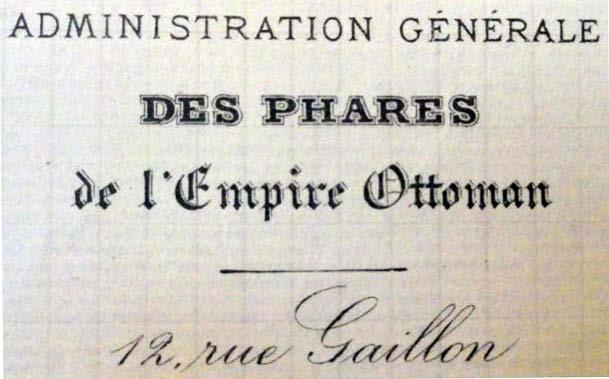 ADMINISTRATION GÉNÉRALE
DES PHARES
de l'Empire Ottoman
12, rue Gaillon